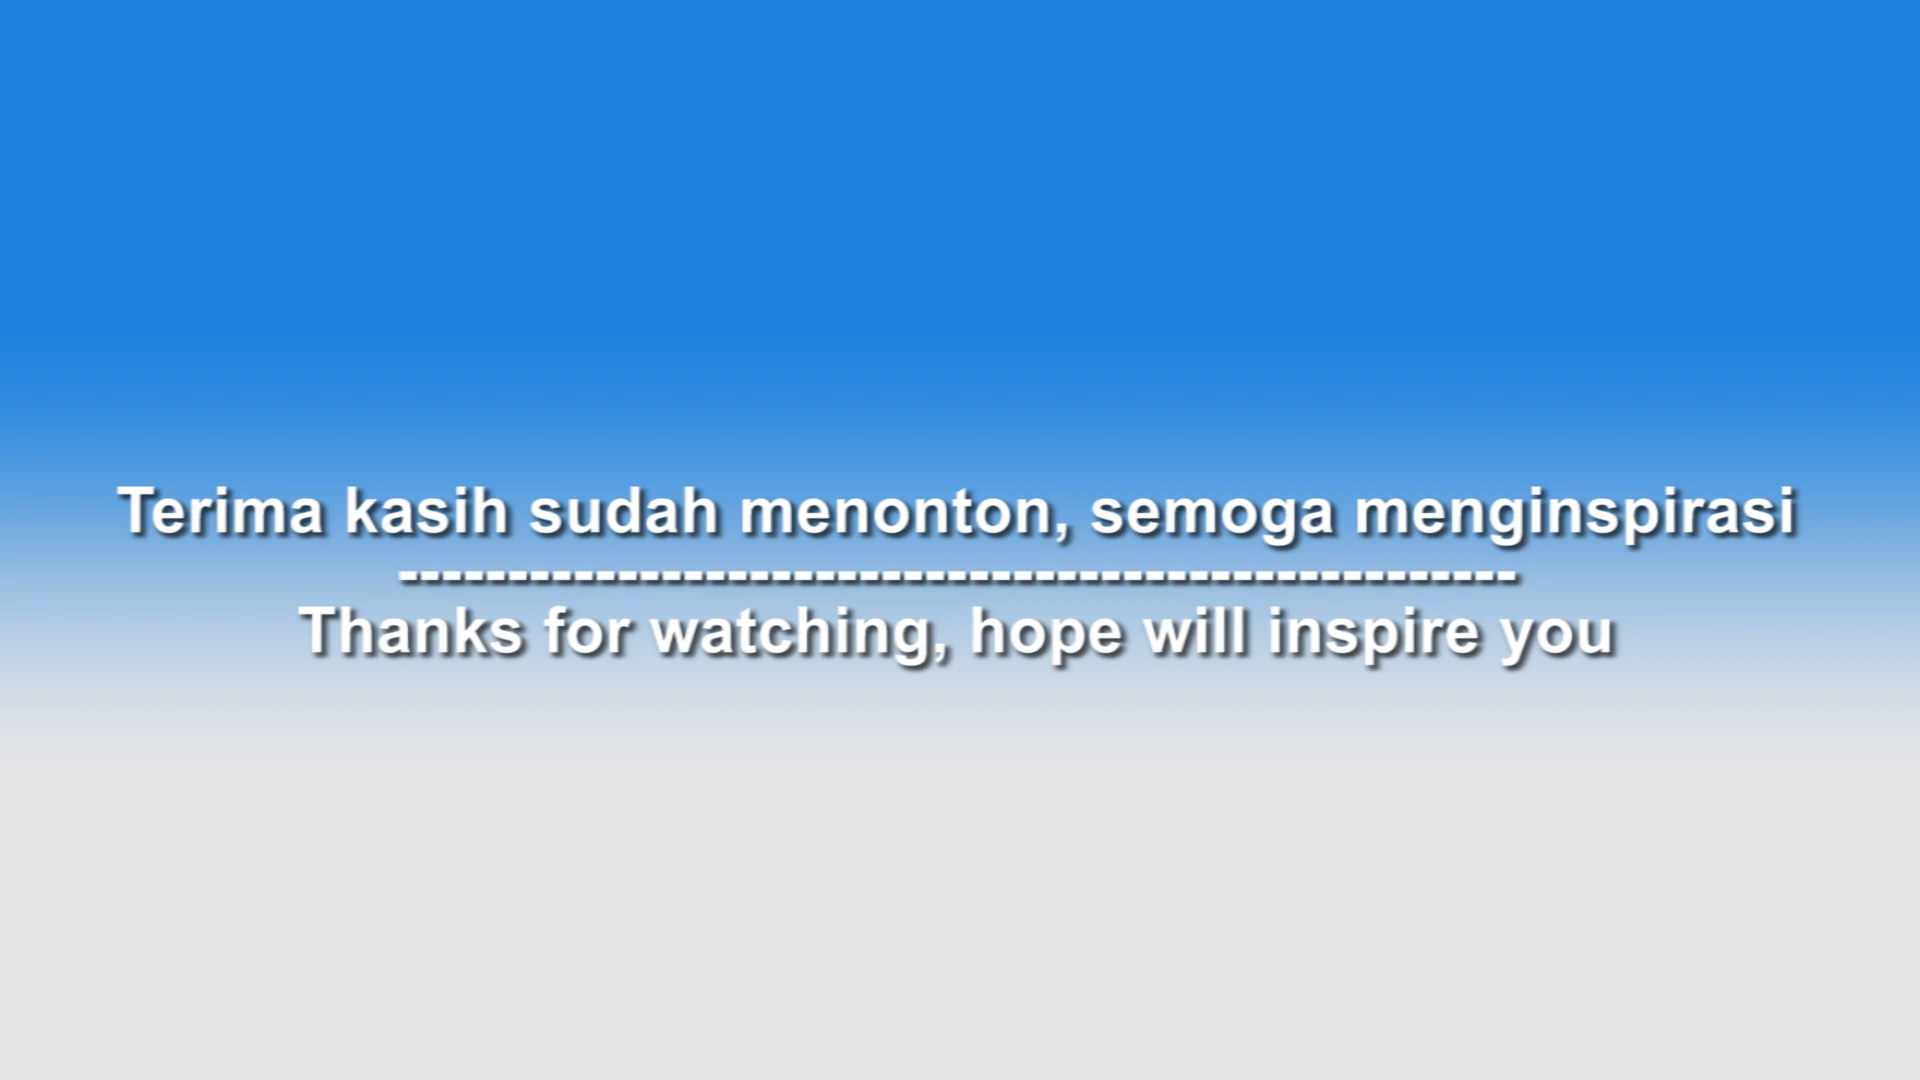 Terima kasih sudah menonton, semoga menginspirasi
---------------------------------------------------
Thanks for watching, hope will inspire you